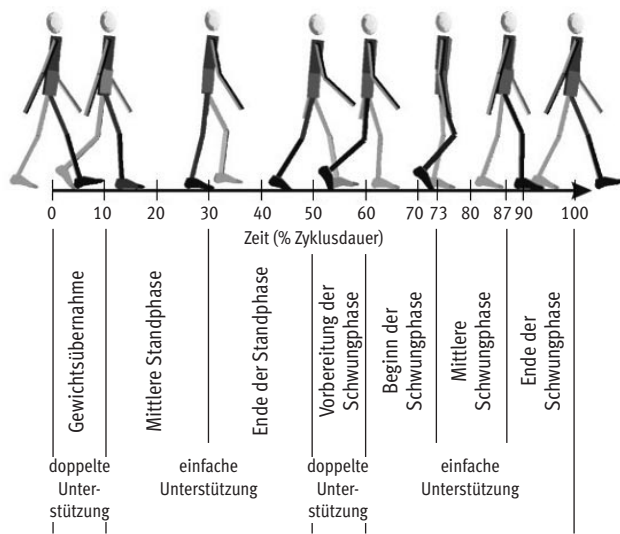 0 10 20 30 40 50 60 70 73 80 87 90 100
Zeit (% Zyklusdauer)
Gewichtsübernahme
Mittlere Standphase
Ende der Standphase
Vorbereitung der
Schwungphase
Beginn der
Schwungphase
Mittlere
Schwungphase
Ende der
Schwungphase
doppelte
Unter-
stützung
einfache
Unterstützung
doppelte
Unter-
stützung
einfache
Unterstützung